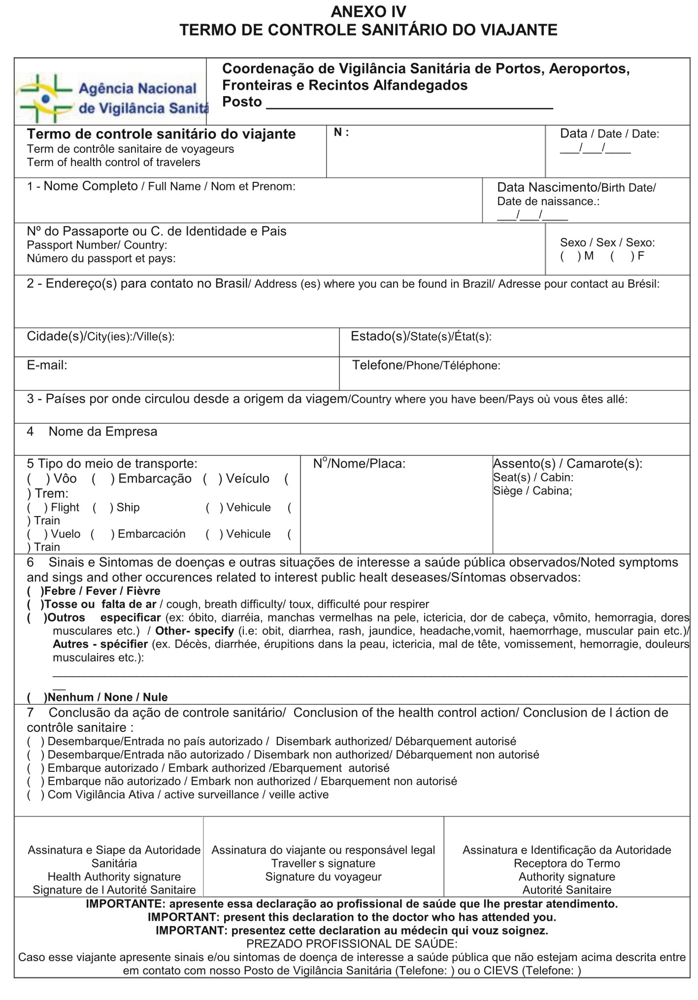 ANEXO IV
TERMO DE CONTROLE SANITÁRIO DO VIAJANTE
Agência Nacional
de Vigilância Sanitá
Coordenação de Vigilância Sanitária de Portos, Aeroportos,
Fronteiras e Recintos Alfandegados
Posto ___________________________________
Termo de controle sanitário do viajante
Term de contrôle sanitaire de voyageurs
Term of health control of travelers
N :
Data / Date / Date:
___/___/____
1 - Nome Completo / Full Name / Nom et Prenom:
Data Nascimento/Birth Date/
Date de naissance.:
___/___/____
Nº do Passaporte ou C. de Identidade e Pais
Passport Number/ Country:
Número du passport et pays:
Sexo / Sex / Sexo:
( ) M ( ) F
2 - Endereço(s) para contato no Brasil/ Address (es) where you can be found in Brazil/ Adresse pour contact au Brésil:
Cidade(s)/City(ies):/Ville(s):
Estado(s)/State(s)/État(s):
E-mail:
Telefone/Phone/Téléphone:
3 - Países por onde circulou desde a origem da viagem/Country where you have been/Pays où vous êtes allé:
4 Nome da Empresa
5 Tipo do meio de transporte:
( ) Vôo ( ) Embarcação ( ) Veículo (
) Trem:
( ) Flight ( ) Ship ( ) Vehicule (
) Train
( ) Vuelo ( ) Embarcación ( ) Vehicule (
) Train
Nº/Nome/Placa:
Assento(s) / Camarote(s):
Seat(s) / Cabin:
Siège / Cabina;
6 Sinais e Sintomas de doenças e outras situações de interesse a saúde pública observados/Noted symptoms
and sings and other occurences related to interest public healt deseases/Síntomas observados:
( )Febre / Fever / Fièvre
( )Tosse ou falta de ar / cough, breath difficulty/ toux, difficulté pour respirer
( )Outros especificar (ex: óbito, diarréia, manchas vermelhas na pele, ictericia, dor de cabeça, vômito, hemorragia, dores
musculares etc.) / Other- specify (i.e: obit, diarrhea, rash, jaundice, headache,vomit, haemorrhage, muscular pain etc.)/
Autres - spécifier (ex. Décès, diarrhée, érupitions dans la peau, ictericia, mal de tête, vomissement, hemorragie, douleurs
musculaires etc.):
___________________________________________________________________________________________________
__
( )Nenhum / None / Nule
7 Conclusão da ação de controle sanitário/ Conclusion of the health control action/ Conclusion de l áction de
contrôle sanitaire :
( ) Desembarque/Entrada no país autorizado / Disembark authorized/ Débarquement autorisé
( ) Desembarque/Entrada não autorizado / Disembark non authorized/ Débarquement non autorisé
( ) Embarque autorizado / Embark authorized /Ebarquement autorisé
( ) Embarque não autorizado / Embark non authorized / Ebarquement non autorisé
( ) Com Vigilância Ativa / active surveillance / veille active
Assinatura e Siape da Autoridade
Sanitária
Health Authority signature
Signature de l Autorité Sanitaire
Assinatura do viajante ou responsável legal
Traveller s signature
Signature du voyageur
Assinatura e Identificação da Autoridade
Receptora do Termo
Authority signature
Autorité Sanitaire
IMPORTANTE: apresente essa declaração ao profissional de saúde que lhe prestar atendimento.
IMPORTANT: present this declaration to the doctor who has attended you.
IMPORTANT: presentez cette declaration au médecin qui vouz soignez.
PREZADO PROFISSIONAL DE SAÚDE:
Caso esse viajante apresente sinais e/ou sintomas de doença de interesse a saúde pública que não estejam acima descrita entre
em contato com nosso Posto de Vigilância Sanitária (Telefone: ) ou o CIEVS (Telefone: )